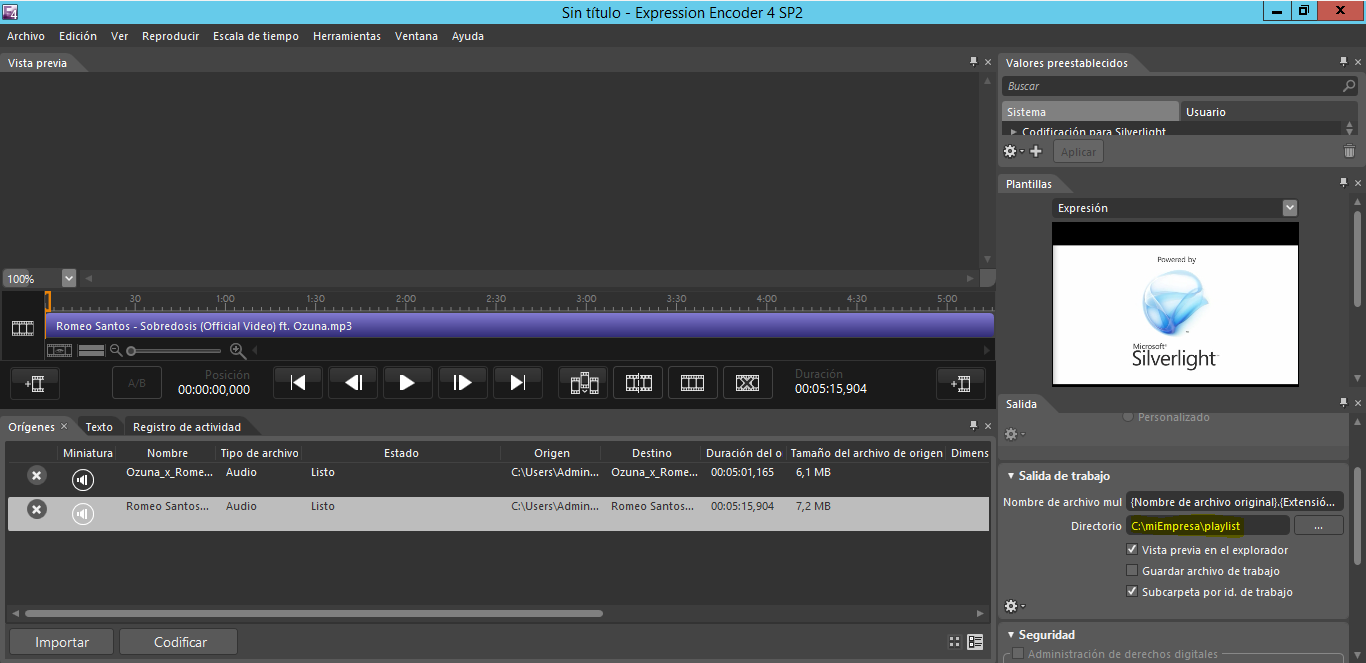 Sin título - Expression Encoder 4 SP2
Archivo Edición Ver Reproducir Escala de tiempo Herramientas Ventana Ayuda
Vista previa
100%
30 1:00 1:30 2:00 2:30 3:00 3:30 4:00 4:30 5:00
Romeo Santos - Sobredosis (Official Video) ft. Ozuna.mp3
A/B
Posición
00:00:00,000
Duración
00:05:15,904
Orígenes Texto Registro de actividad
Miniatura Nombre Tipo de archivo Estado Origen Destino Duración del o Tamaño del archivo de origen Dimens
Ozuna_x_Rome... Audio Listo C:\Users\Admin... Ozuna_x_Rome... 00:05:01,165 6,1 MB
Romeo Santos... Audio Listo C:\Users\Admin... Romeo Santos... 00:05:15,904 7,2 MB
Importar Codificar
Valores preestablecidos
Buscar
Sistema Usuario
Codificación para Silverlight
Aplicar
Plantillas
Expresión
Powered by
Microsoft®
Silverlight™
Salida
Personalizado
Salida de trabajo
Nombre de archivo mul {Nombre de archivo original}.{Extensió...
Directorio C:\miEmpresa\playlist ...
Vista previa en el explorador
Guardar archivo de trabajo
Subcarpeta por id. de trabajo
Seguridad
Administración de derechos digitales